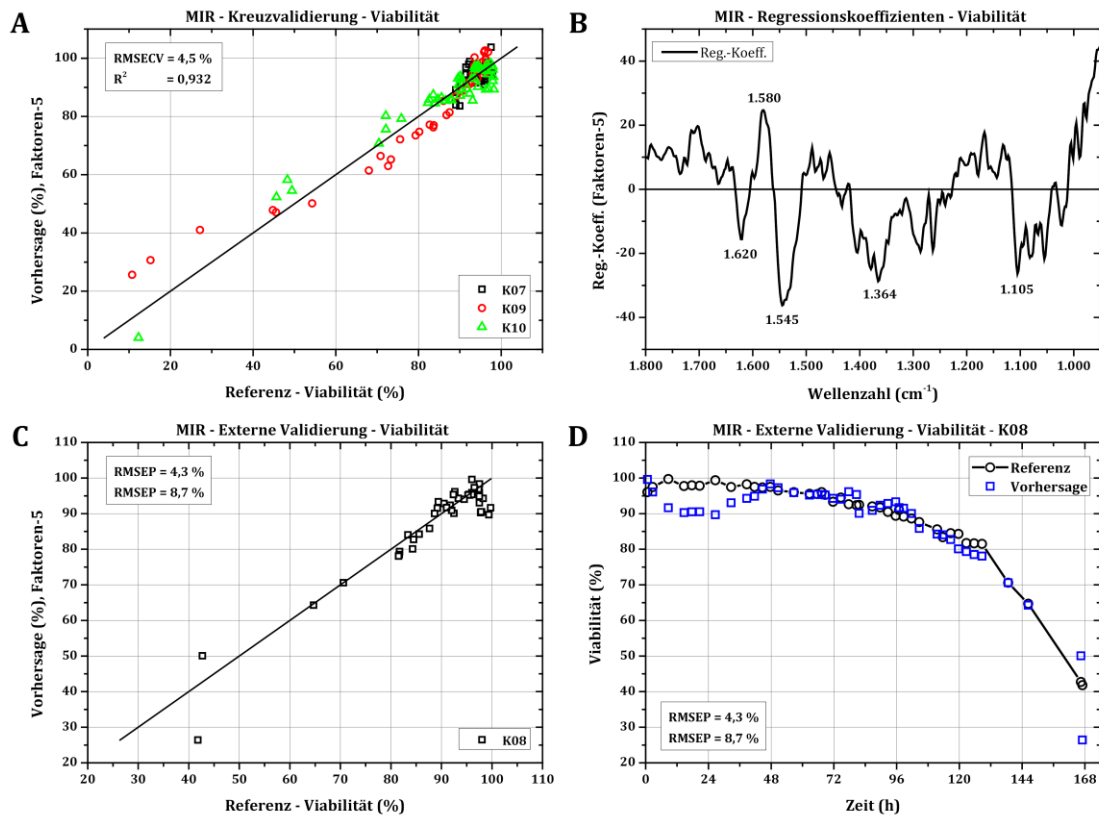 A
MIR - Kreuzvalidierung - Viabilität
RMSECV = 4,5 %
R² = 0,932
Vorhersage (%), Faktoren-5
120
100
80
60
40
20
0
K07
K09
K10
0 20 40 60 80 100
Referenz - Viabilität (%)
B
MIR - Regressionskoeffizienten - Viabilität
Reg.-Koeff.
Reg.-Koeff. (Faktoren-5)
40
20
0
-20
-40
1.580
1.620
1.545
1.364
1.105
1.800 1.700 1.600 1.500 1.400 1.300 1.200 1.100 1.000
Wellenzahl (cm⁻¹)
C
MIR - Externe Validierung - Viabilität
RMSEP = 4,3 %
RMSEP = 8,7 %
Vorhersage (%), Faktoren-5
110
100
90
80
70
60
50
40
30
20
K08
20 30 40 50 60 70 80 90 100 110
Referenz - Viabilität (%)
D
MIR - Externe Validierung - Viabilität - K08
Referenz
Vorhersage
Viabilität (%)
110
100
90
80
70
60
50
40
30
20
RMSEP = 4,3 %
RMSEP = 8,7 %
0 24 48 72 96 120 144 168
Zeit (h)